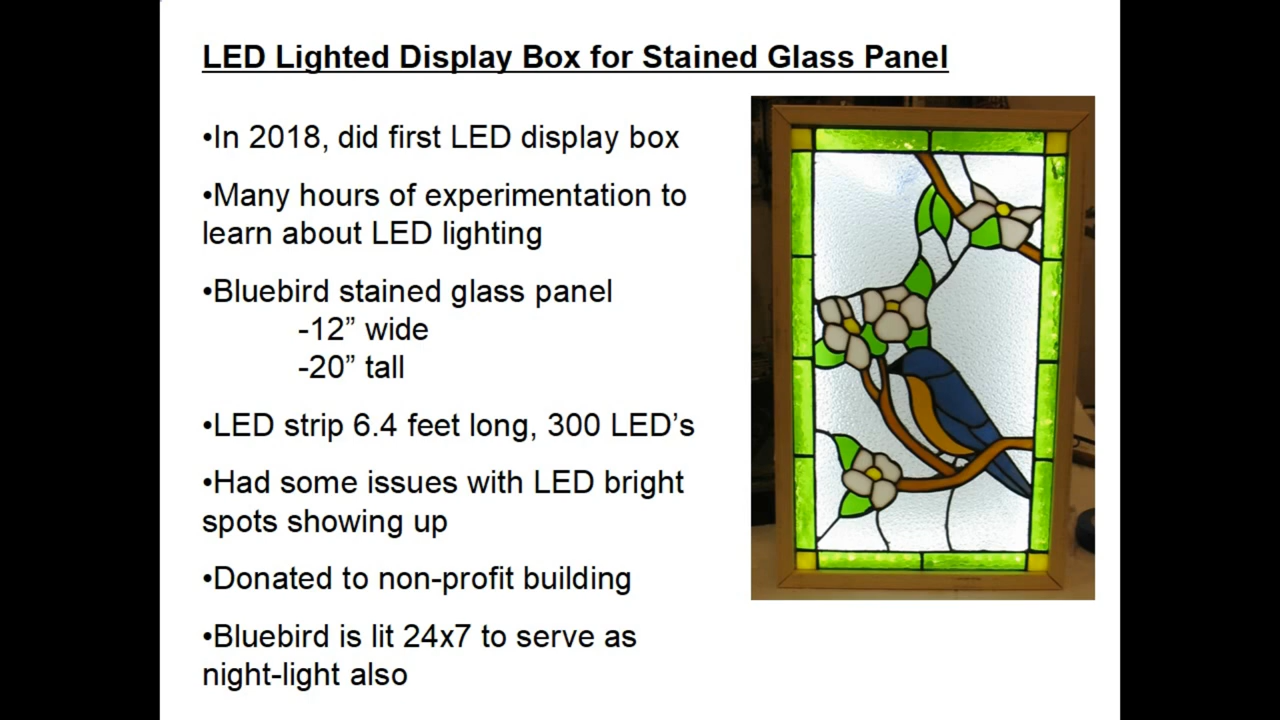 LED Lighted Display Box for Stained Glass Panel
•In 2018, did first LED display box
•Many hours of experimentation to
learn about LED lighting
•Bluebird stained glass panel
-12” wide
-20” tall
•LED strip 6.4 feet long, 300 LED’s
•Had some issues with LED bright
spots showing up
•Donated to non-profit building
•Bluebird is lit 24x7 to serve as
night-light also